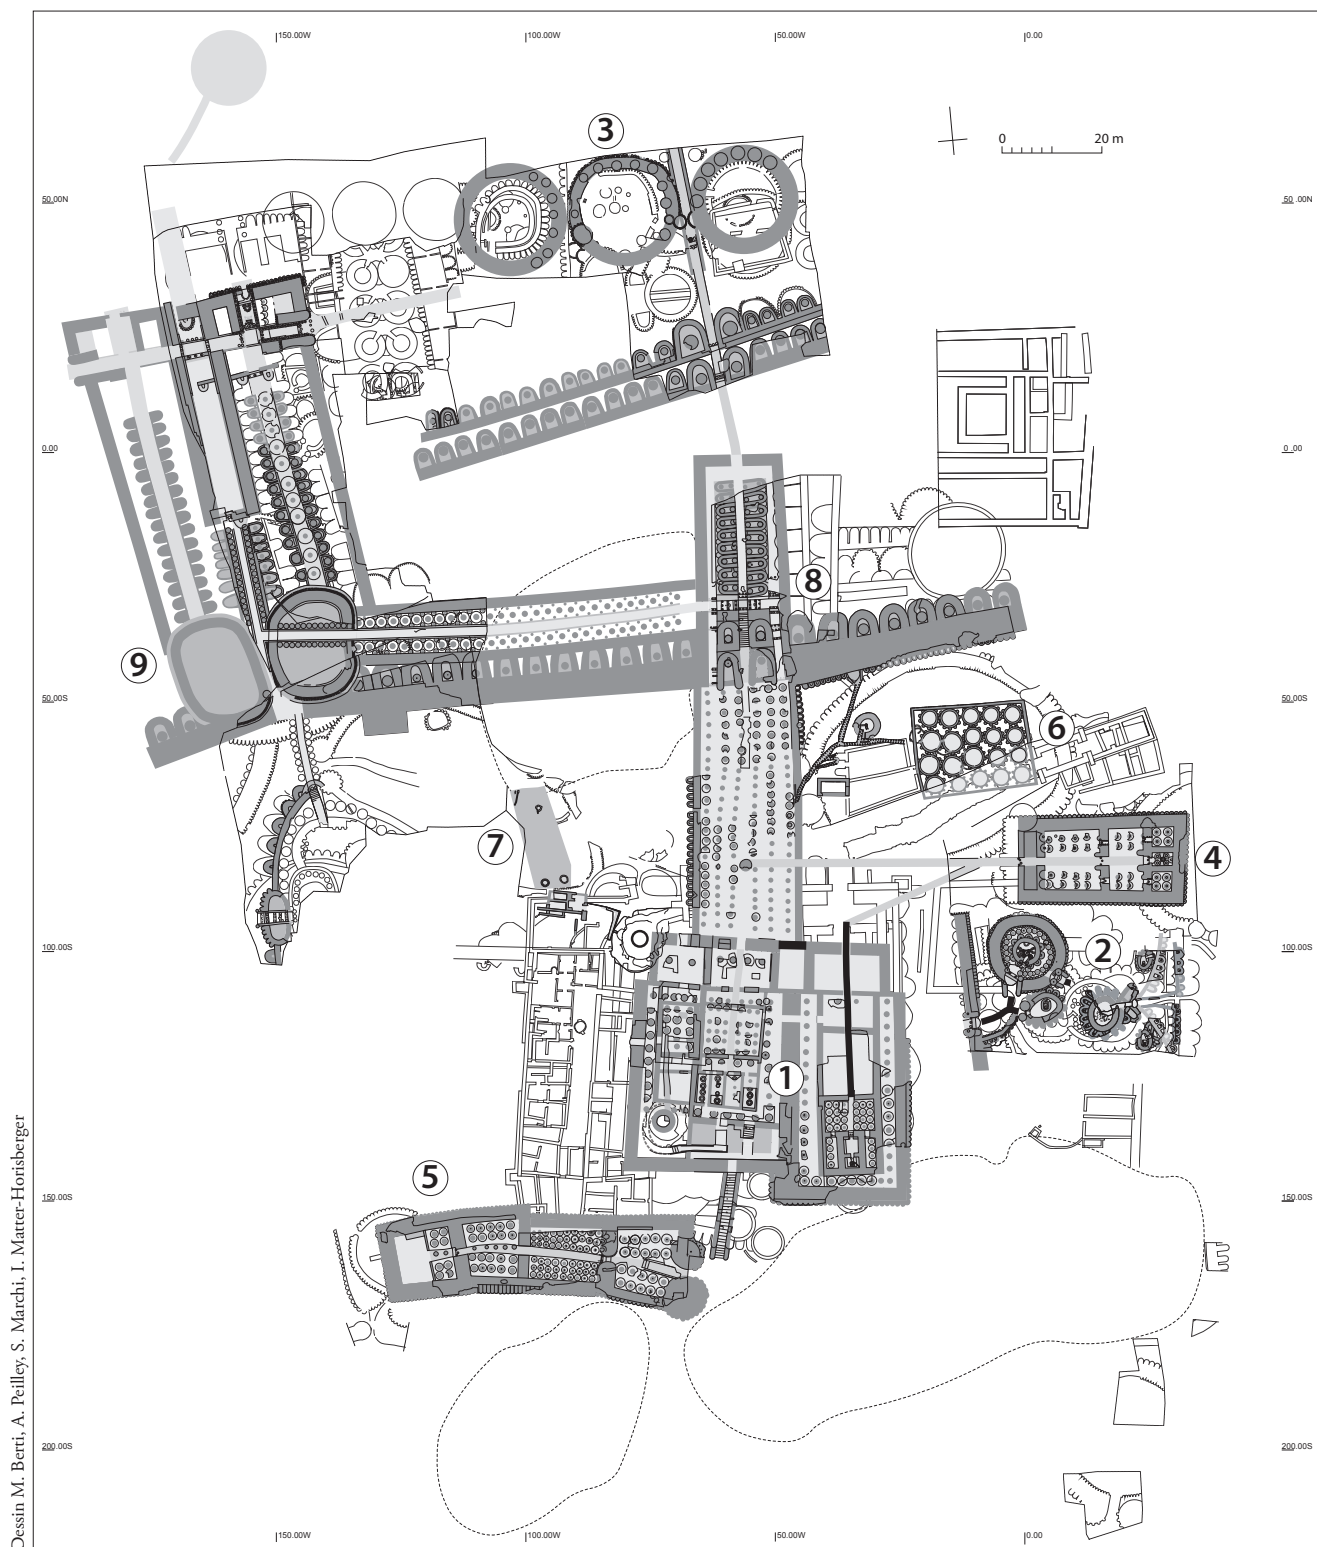 150.00W
100.00W
50.00W
0.00
3
0 20 m
50.00N
50 .00N
0.00
0 .00
8
9
50.00S
50.00S
6
7
4
100.00S
2
100.00S
1
5
150.00S
150.00S
200.00S
200.00S
150.00W
100.00W
50.00W
0.00
Dessin M. Berti, A. Peilley, S. Marchi, I. Matter-Horisberger